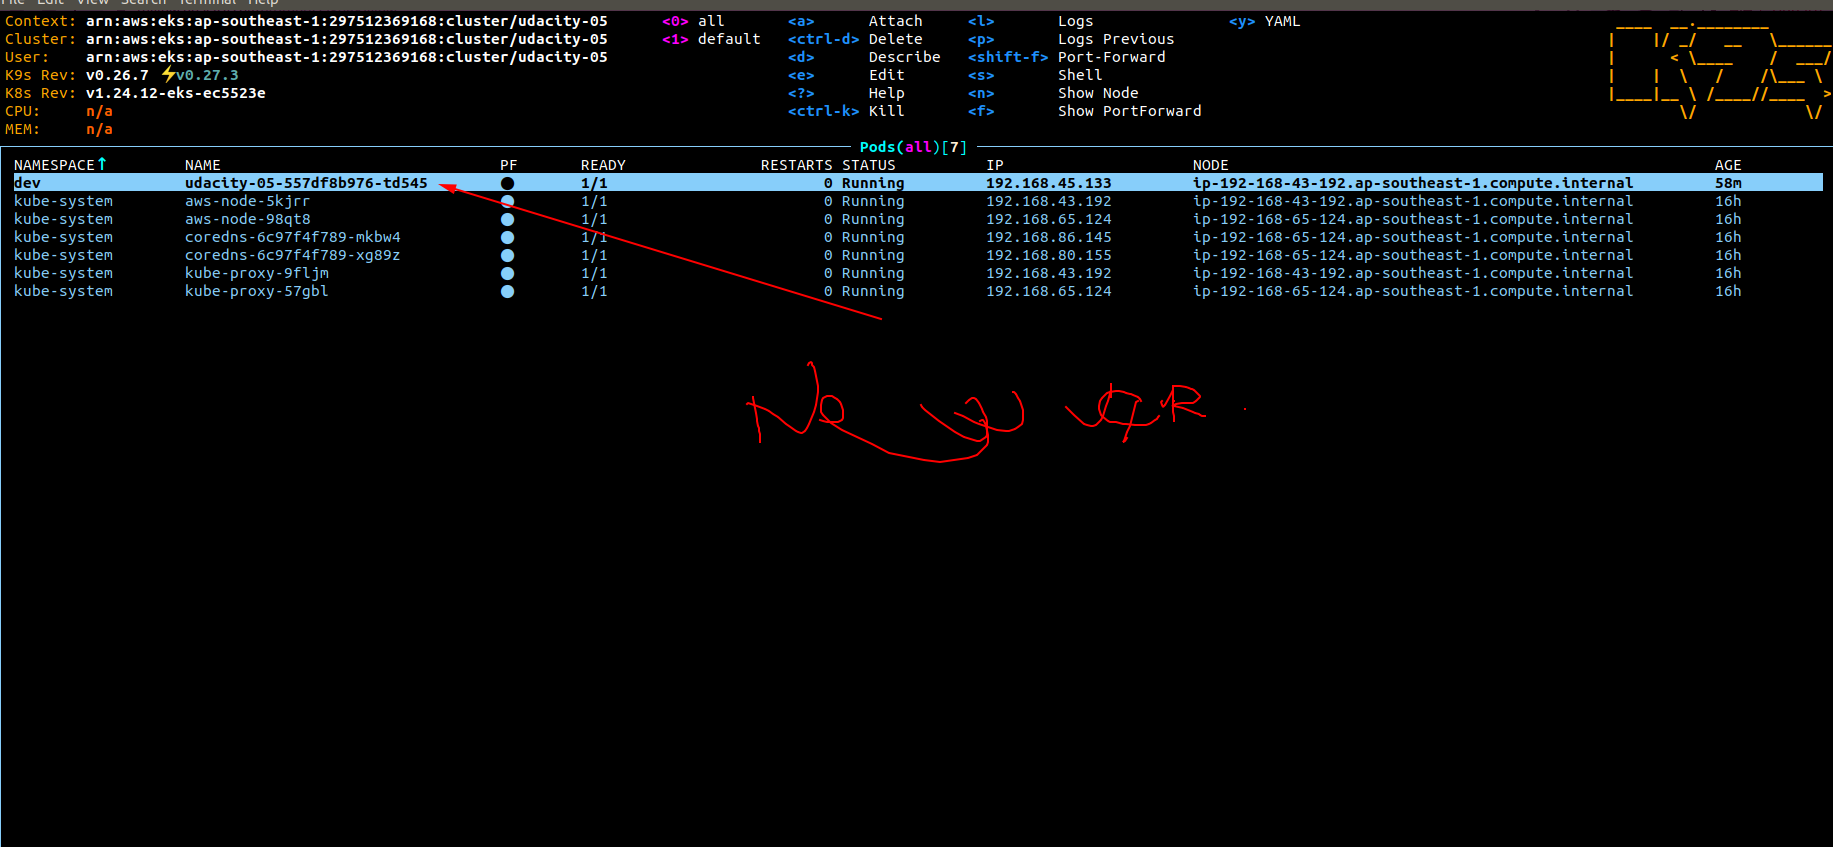 File Edit View Search Terminal Help
Context: arn:aws:eks:ap-southeast-1:297512369168:cluster/udacity-05 <0> all <a> Attach <l> Logs <y> YAML
Cluster: arn:aws:eks:ap-southeast-1:297512369168:cluster/udacity-05 <1> default <ctrl-d> Delete <p> Logs Previous
User: arn:aws:eks:ap-southeast-1:297512369168:cluster/udacity-05 <d> Describe <shift-f> Port-Forward
K9s Rev: v0.26.7 ⚡v0.27.3 <e> Edit <s> Shell
K8s Rev: v1.24.12-eks-ec5523e <?> Help <n> Show Node
CPU: n/a <ctrl-k> Kill <f> Show PortForward
MEM: n/a
Pods(all)[7]
NAMESPACE↑ NAME PF READY RESTARTS STATUS IP NODE AGE
dev udacity-05-557df8b976-td545 ● 1/1 0 Running 192.168.45.133 ip-192-168-43-192.ap-southeast-1.compute.internal 58m
kube-system aws-node-5kjrr ● 1/1 0 Running 192.168.43.192 ip-192-168-43-192.ap-southeast-1.compute.internal 16h
kube-system aws-node-98qt8 ● 1/1 0 Running 192.168.65.124 ip-192-168-65-124.ap-southeast-1.compute.internal 16h
kube-system coredns-6c97f4f789-mkbw4 ● 1/1 0 Running 192.168.86.145 ip-192-168-65-124.ap-southeast-1.compute.internal 16h
kube-system coredns-6c97f4f789-xg89z ● 1/1 0 Running 192.168.80.155 ip-192-168-65-124.ap-southeast-1.compute.internal 16h
kube-system kube-proxy-9fljm ● 1/1 0 Running 192.168.43.192 ip-192-168-43-192.ap-southeast-1.compute.internal 16h
kube-system kube-proxy-57gbl ● 1/1 0 Running 192.168.65.124 ip-192-168-65-124.ap-southeast-1.compute.internal 16h